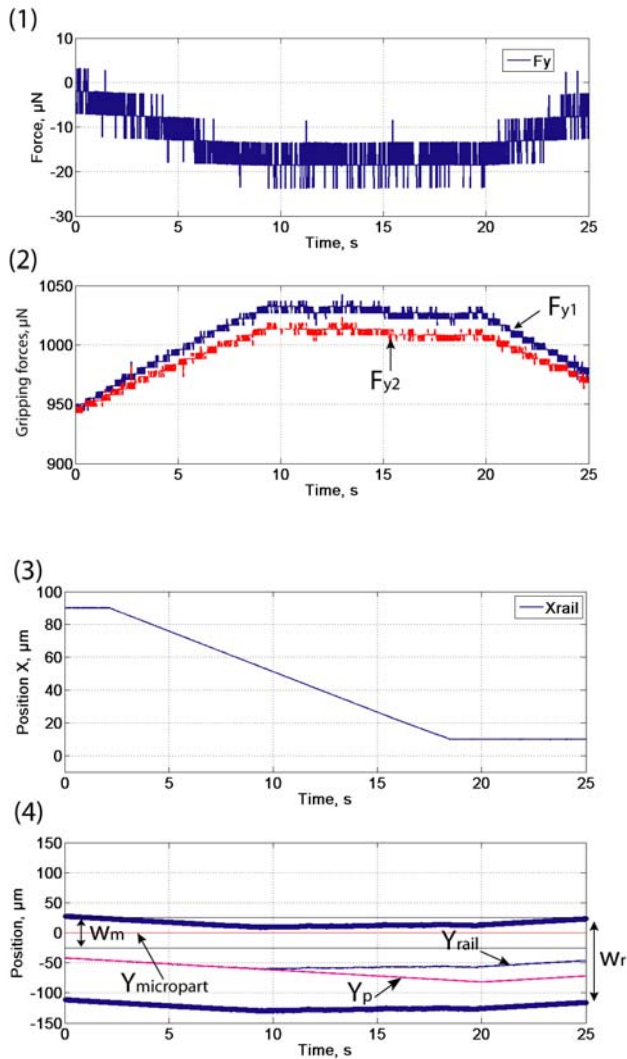 (1)
10
0
-10
-20
-30
Force, µN
Fy
0 5 10 15 20 25
Time, s
(2)
1050
1000
950
900
Gripping forces, µN
Fy1
Fy2
0 5 10 15 20 25
Time, s
(3)
100
80
60
40
20
0
Position X, µm
Xrail
0 5 10 15 20 25
Time, s
(4)
150
100
50
0
-50
-100
-150
Position, µm
Wm
Ymicropart
Yrail
Yp
Wr
0 5 10 15 20 25
Time, s